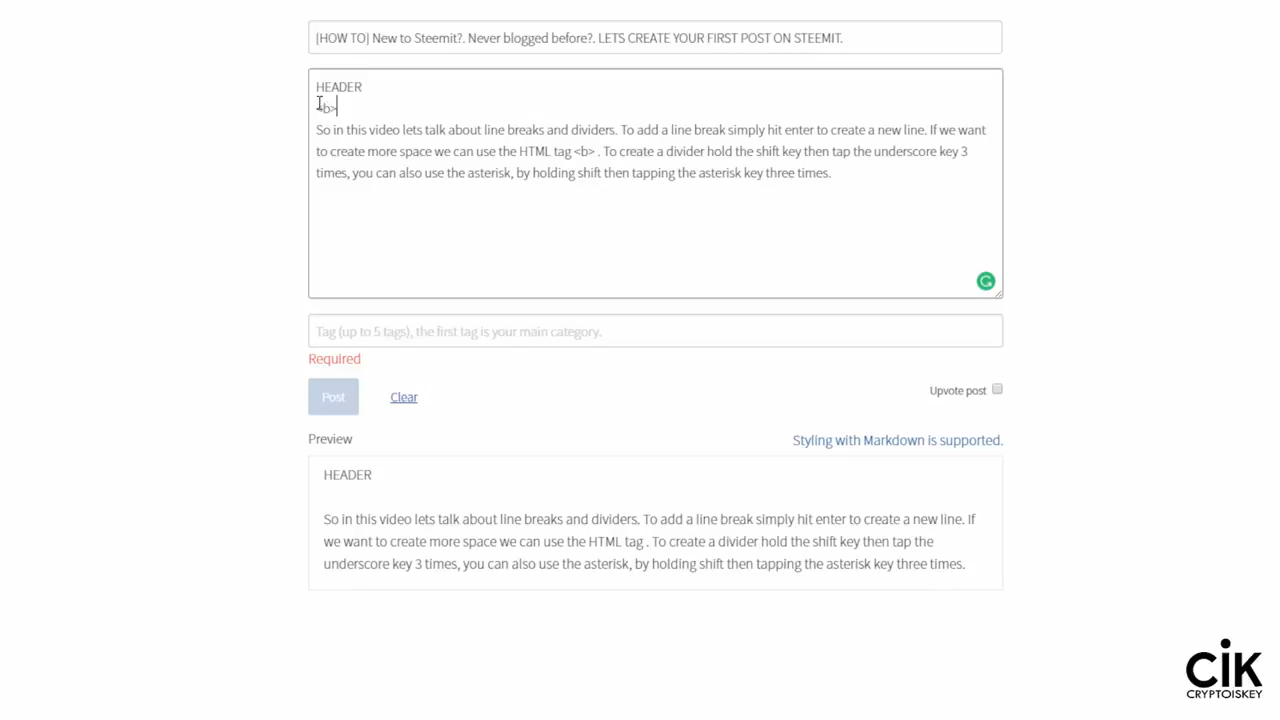 [HOW TO] New to Steemit?. Never blogged before?. LETS CREATE YOUR FIRST POST ON STEEMIT.
HEADER
<b>
So in this video lets talk about line breaks and dividers. To add a line break simply hit enter to create a new line. If we want
to create more space we can use the HTML tag <b> . To create a divider hold the shift key then tap the underscore key 3
times, you can also use the asterisk, by holding shift then tapping the asterisk key three times.
Tag (up to 5 tags), the first tag is your main category.
Required
Post
Clear
Upvote post
Preview
Styling with Markdown is supported.
HEADER
So in this video lets talk about line breaks and dividers. To add a line break simply hit enter to create a new line. If
we want to create more space we can use the HTML tag . To create a divider hold the shift key then tap the
underscore key 3 times, you can also use the asterisk, by holding shift then tapping the asterisk key three times.
CiK
CRYPTOISKEY